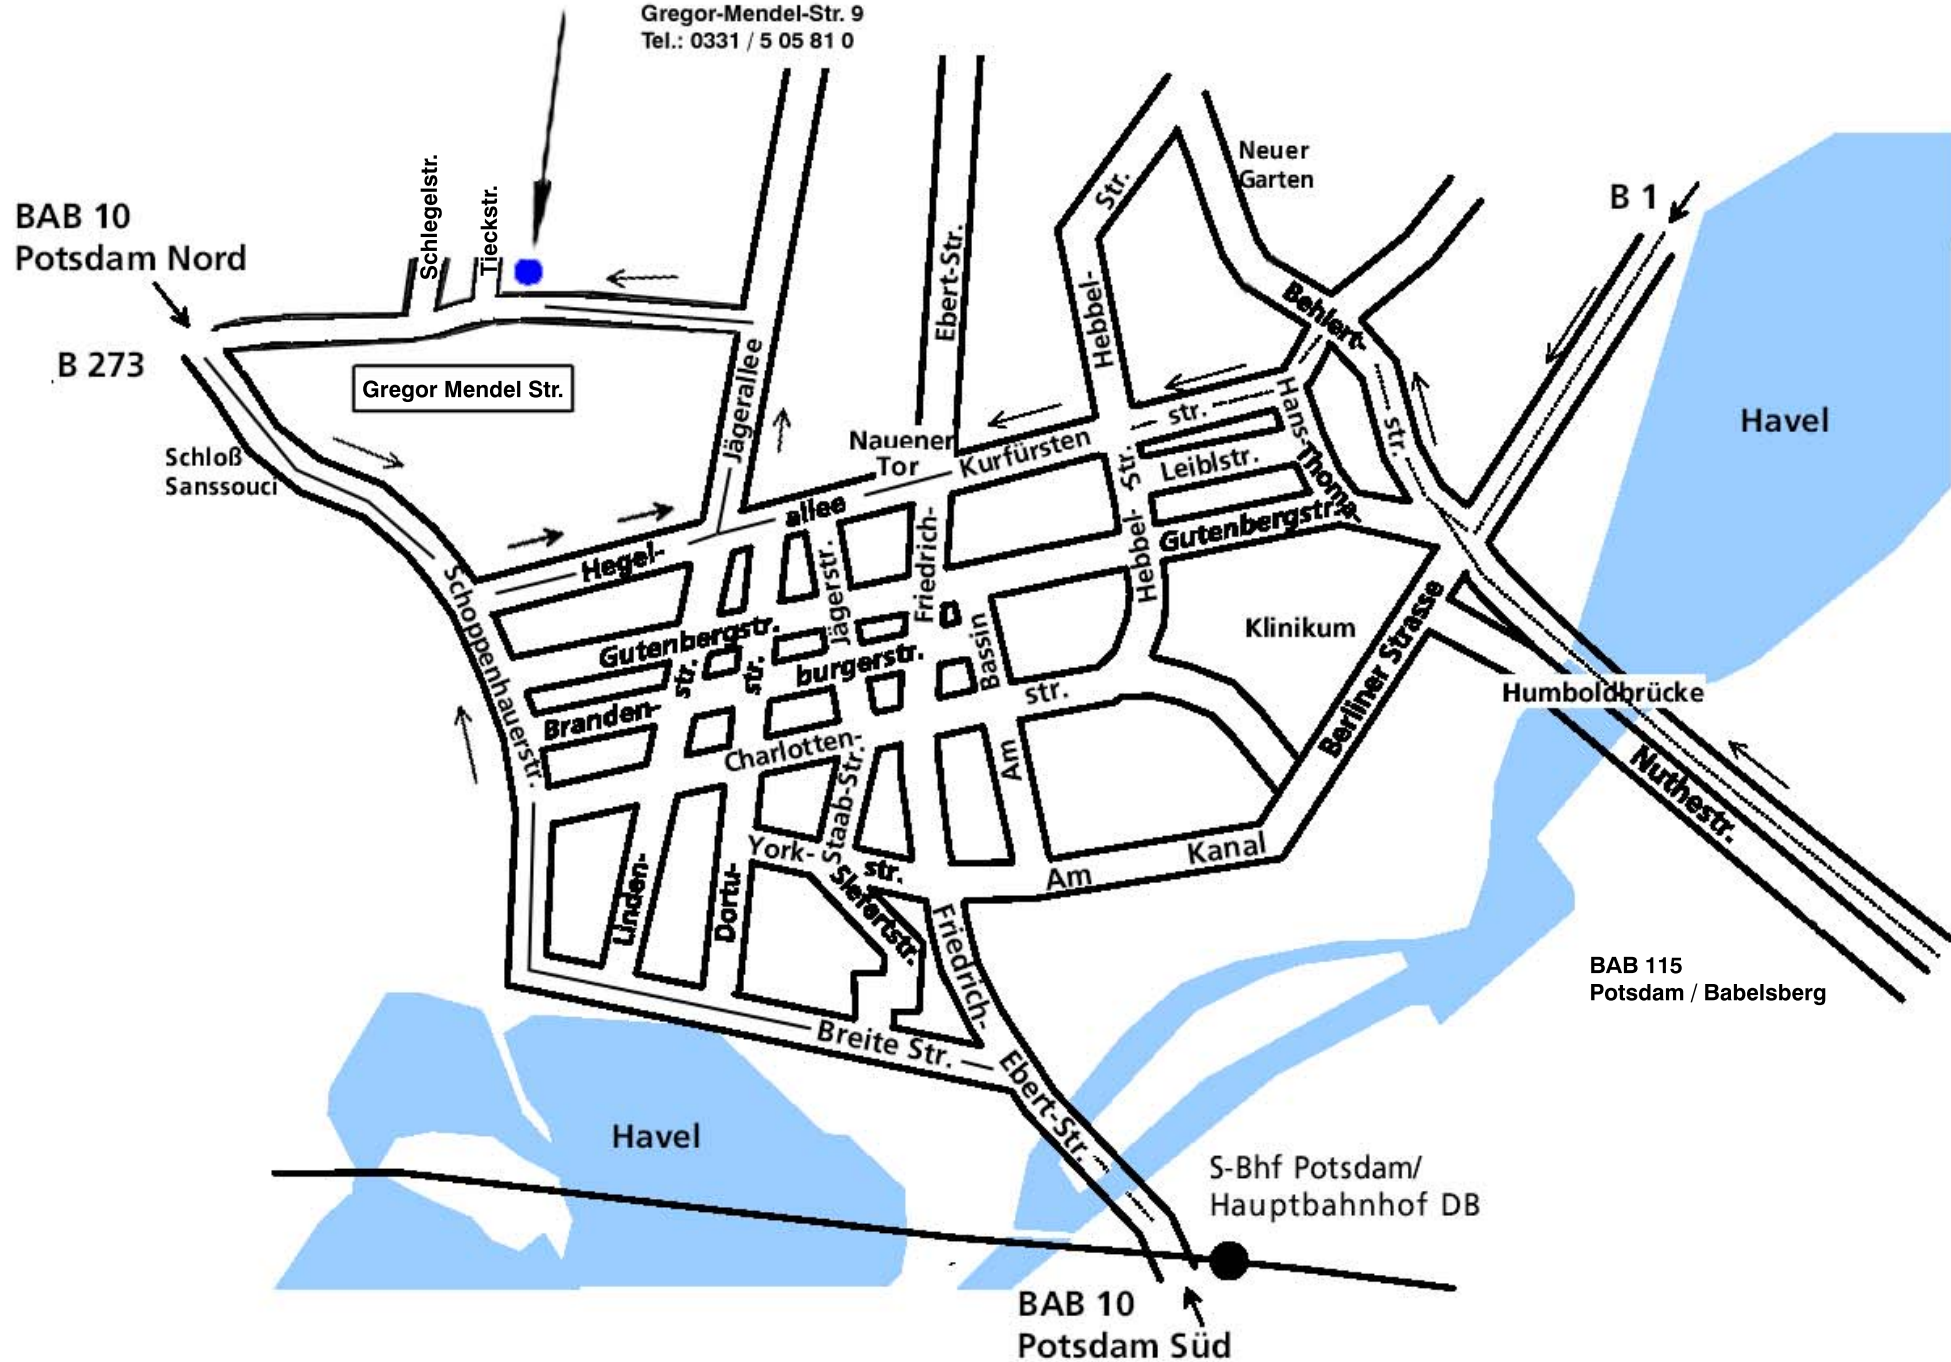 Gregor-Mendel-Str. 9
Tel.: 0331 / 5 05 81 0
Neuer
Garten
B 1
Schlegelstr.
Tieckstr.
BAB 10
Potsdam Nord
Str.
Ebert-Str.
Hebbel-
Behlert-
B 273
Gregor Mendel Str.
Jägerallee
str.
Hans-Thoma-
str.
Havel
Nauener
Tor
Kurfürsten
Schloß
Sanssouci
Str.
Leiblstr.
allee
Gutenbergstr.
Hegel-
Jägerstr.
Friedrich-
Hebbel-
Schoppenhauerstr.
Gutenbergstr.
str.
str.
burgerstr.
Bassin
Klinikum
Berliner Strasse
str.
Humboldbrücke
Branden-
Charlotten-
Staab-Str.
Am
Nuthestr.
York-
str.
Siefertstr.
Kanal
Am
Linden-
Dortu-
Friedrich-
BAB 115
Potsdam / Babelsberg
Breite Str.
Ebert-Str.
Havel
S-Bhf Potsdam/
Hauptbahnhof DB
BAB 10
Potsdam Süd